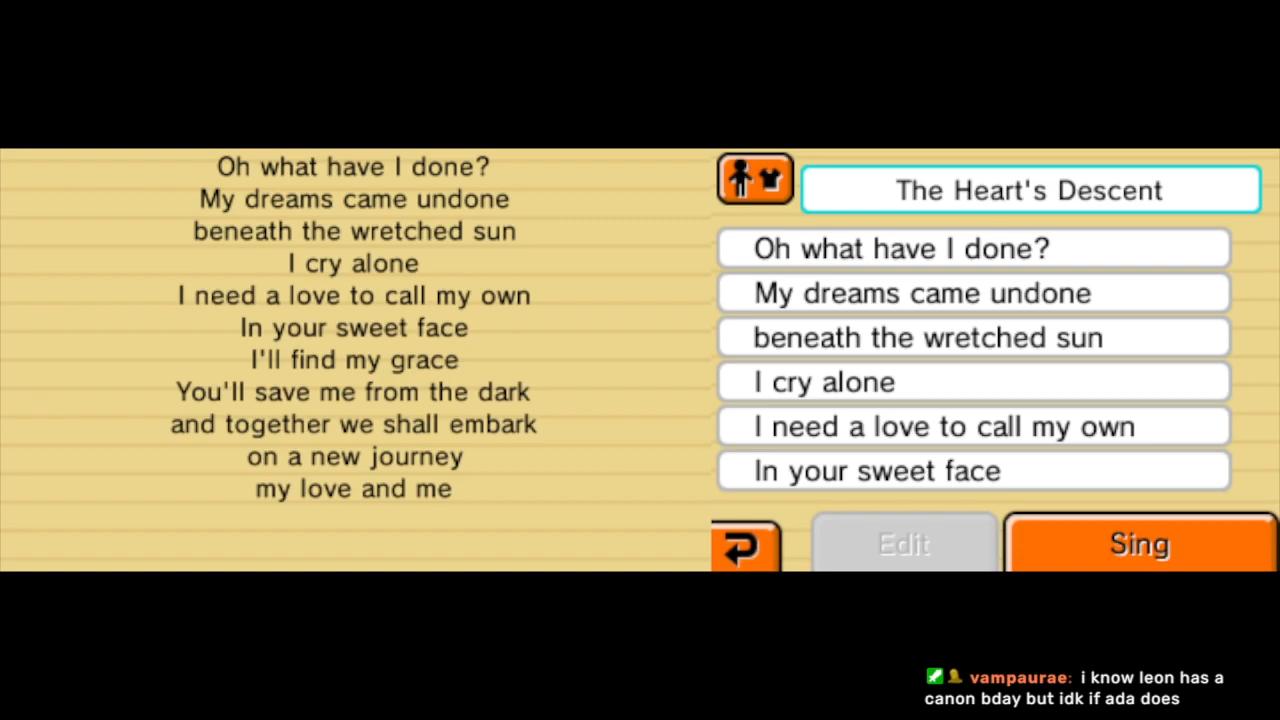 Oh what have I done?
My dreams came undone
beneath the wretched sun
I cry alone
I need a love to call my own
In your sweet face
I'll find my grace
You'll save me from the dark
and together we shall embark
on a new journey
my love and me
The Heart's Descent
Oh what have I done?
My dreams came undone
beneath the wretched sun
I cry alone
I need a love to call my own
In your sweet face
Edit
Sing
vampaurae: i know leon has a
canon bday but idk if ada does